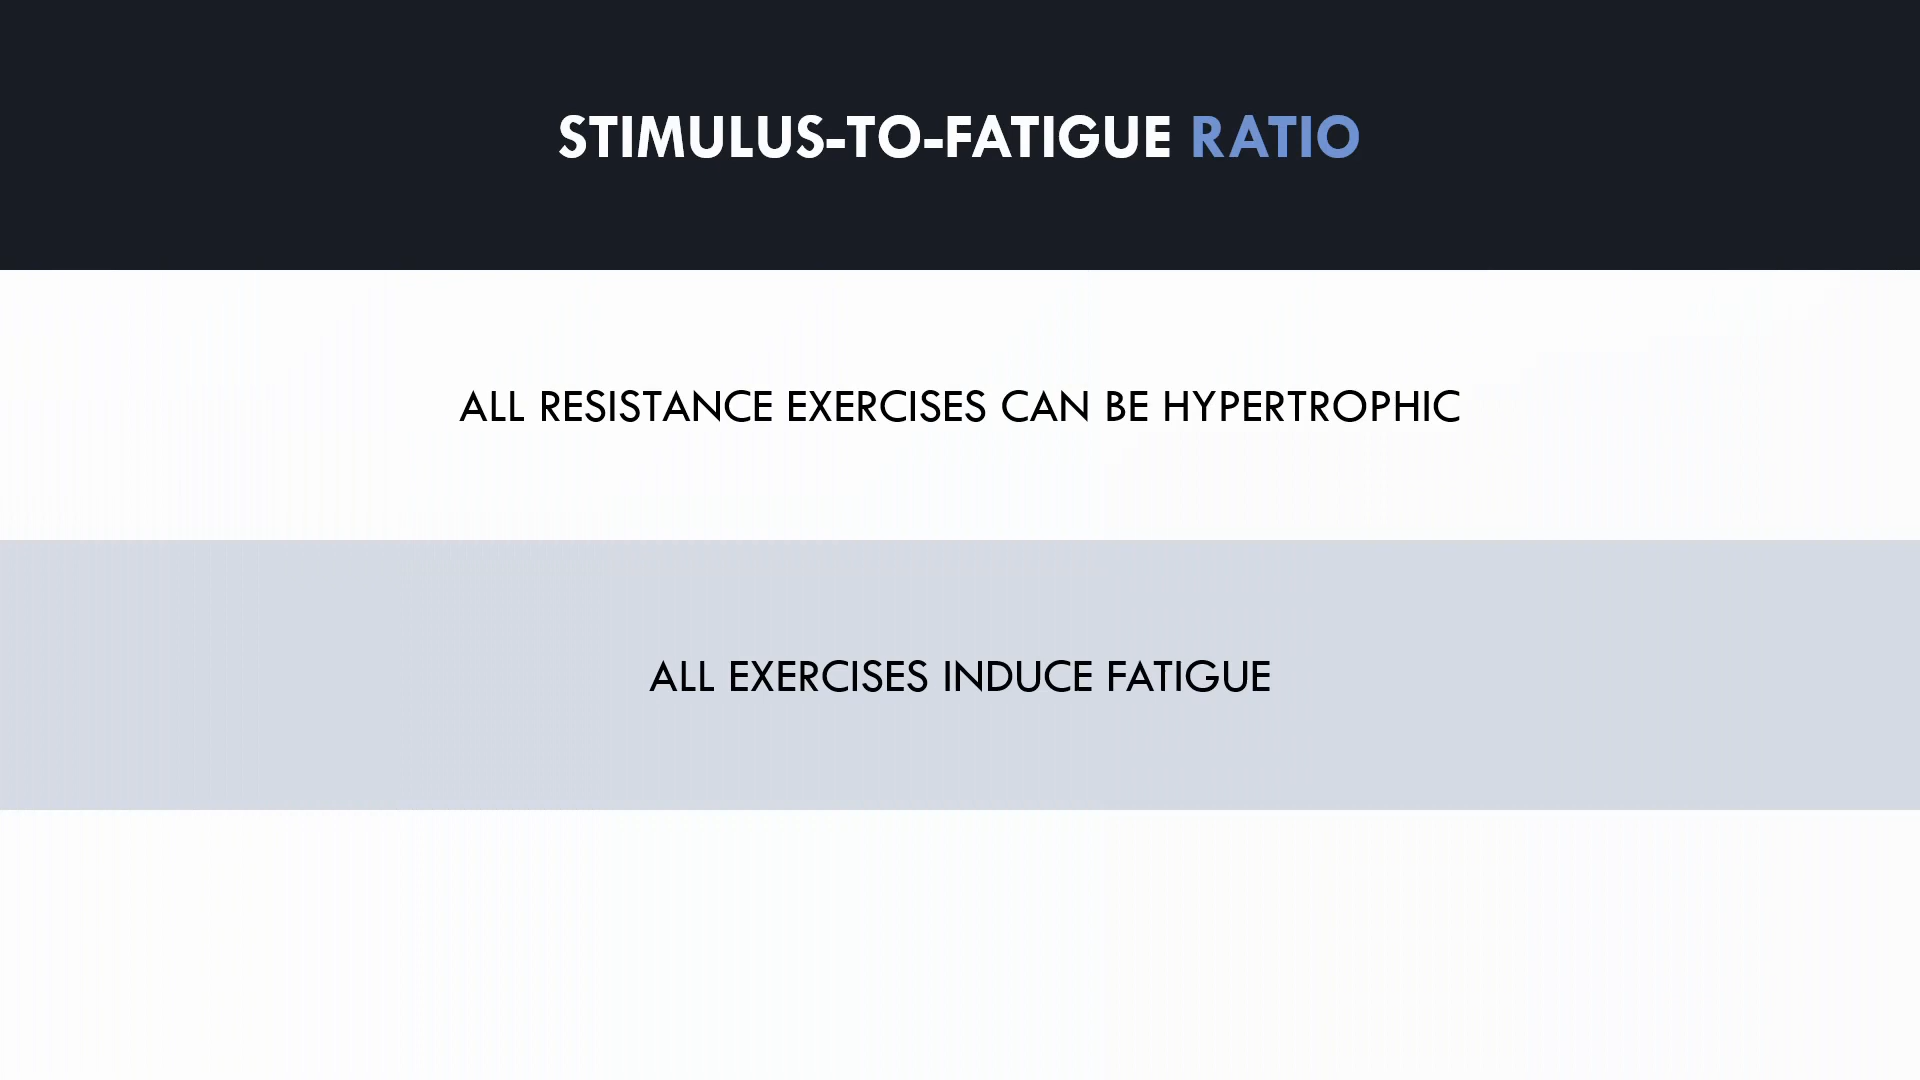 STIMULUS-TO-FATIGUE RATIO
ALL RESISTANCE EXERCISES CAN BE HYPERTROPHIC
ALL EXERCISES INDUCE FATIGUE